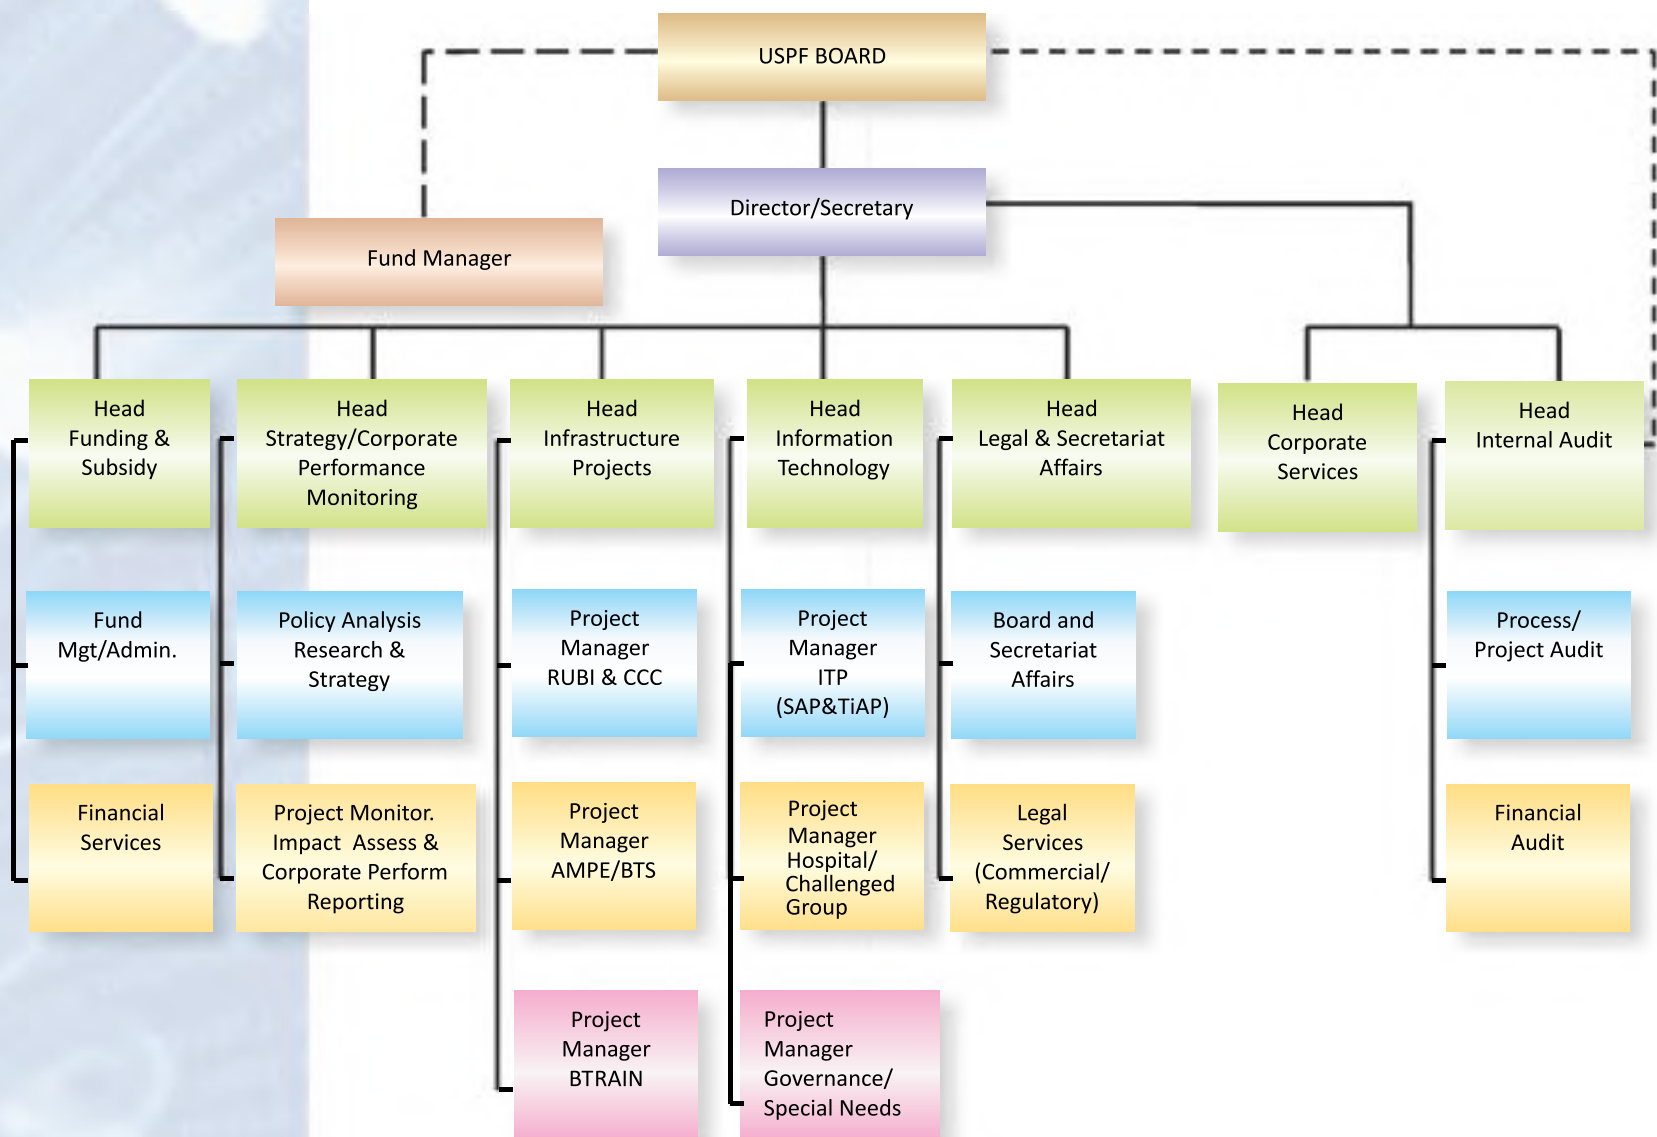 USPF BOARD
Director/Secretary
Fund Manager
Head
Funding &
Subsidy
Head
Strategy/Corporate
Performance
Monitoring
Head
Infrastructure
Projects
Head
Information
Technology
Head
Legal & Secretariat
Affairs
Head
Corporate
Services
Head
Internal Audit
Fund
Mgt/Admin.
Policy Analysis
Research &
Strategy
Project
Manager
RUBI & CCC
Project
Manager
ITP
(SAP&TiAP)
Board and
Secretariat
Affairs
Process/
Project Audit
Financial
Services
Project Monitor.
Impact Assess &
Corporate Perform
Reporting
Project
Manager
AMPE/BTS
Project
Manager
Hospital/
Challenged
Group
Legal
Services
(Commercial/
Regulatory)
Financial
Audit
Project
Manager
BTRAIN
Project
Manager
Governance/
Special Needs